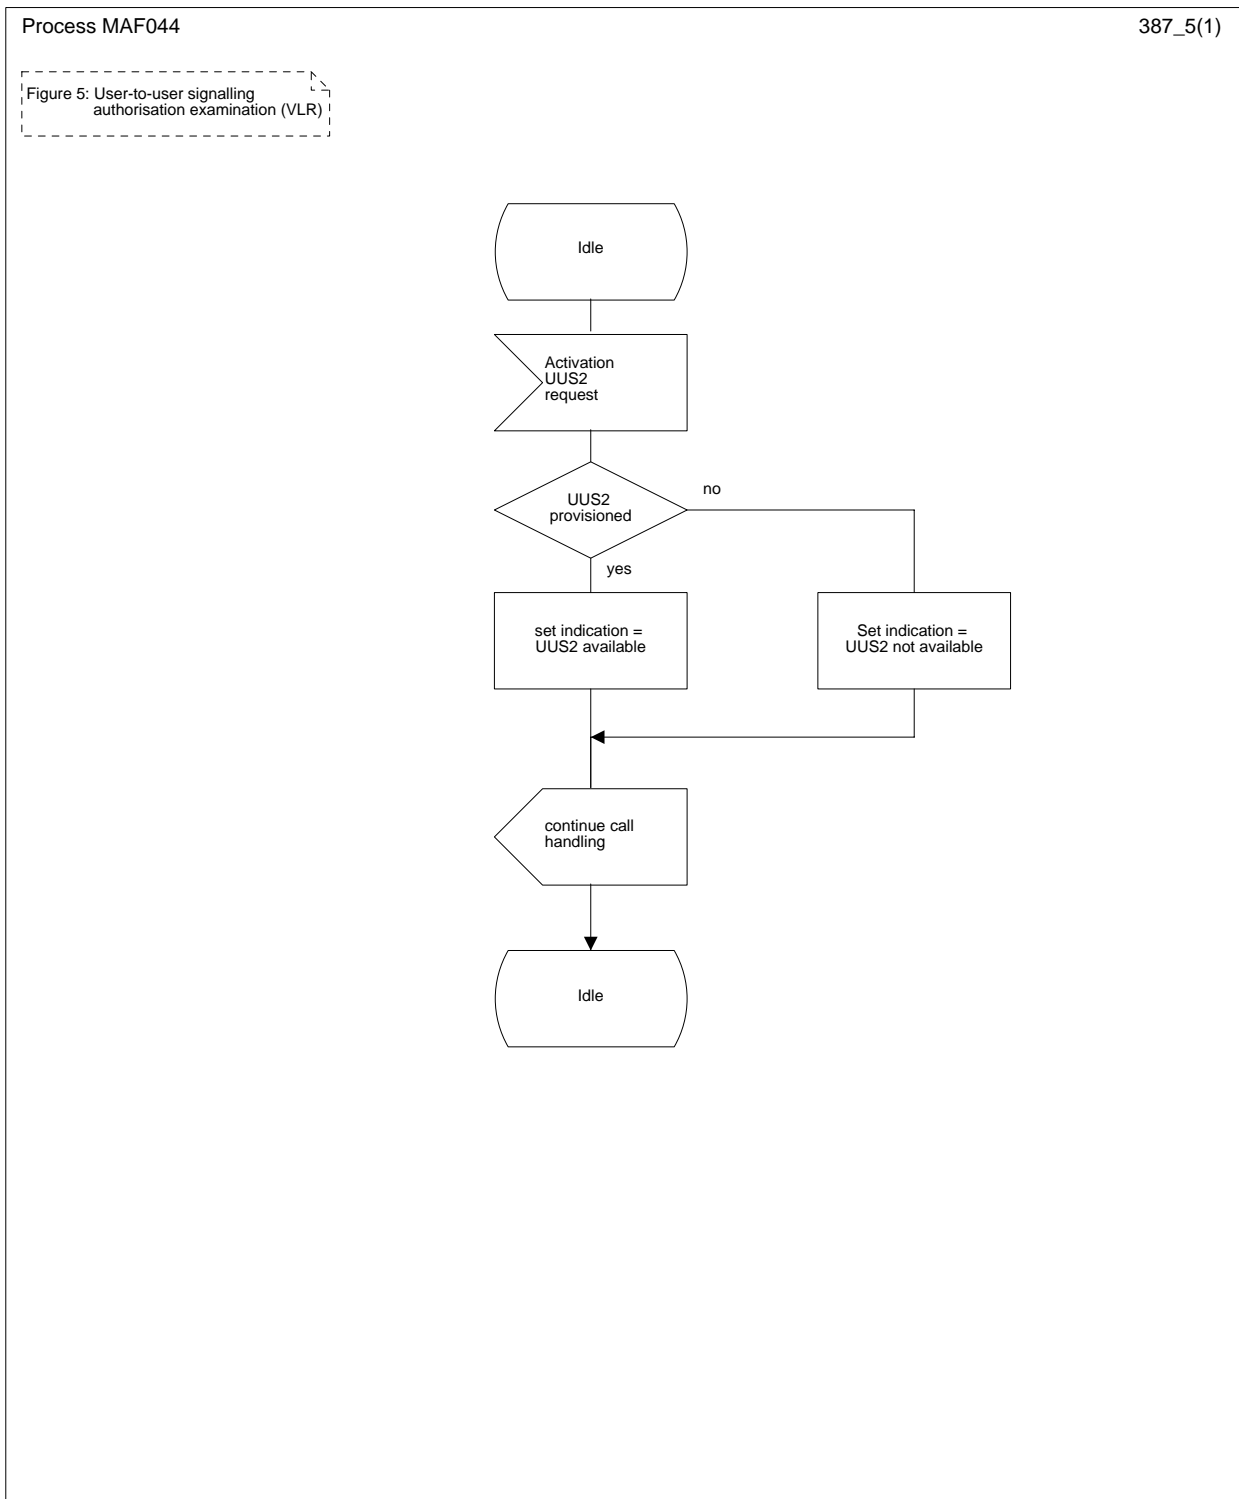 Process MAF044
387_5(1)
Figure 5: User-to-user signalling
authorisation examination (VLR)
Idle
Activation
UUS2
request
UUS2
provisioned
no
yes
set indication =
UUS2 available
Set indication =
UUS2 not available
continue call
handling
Idle